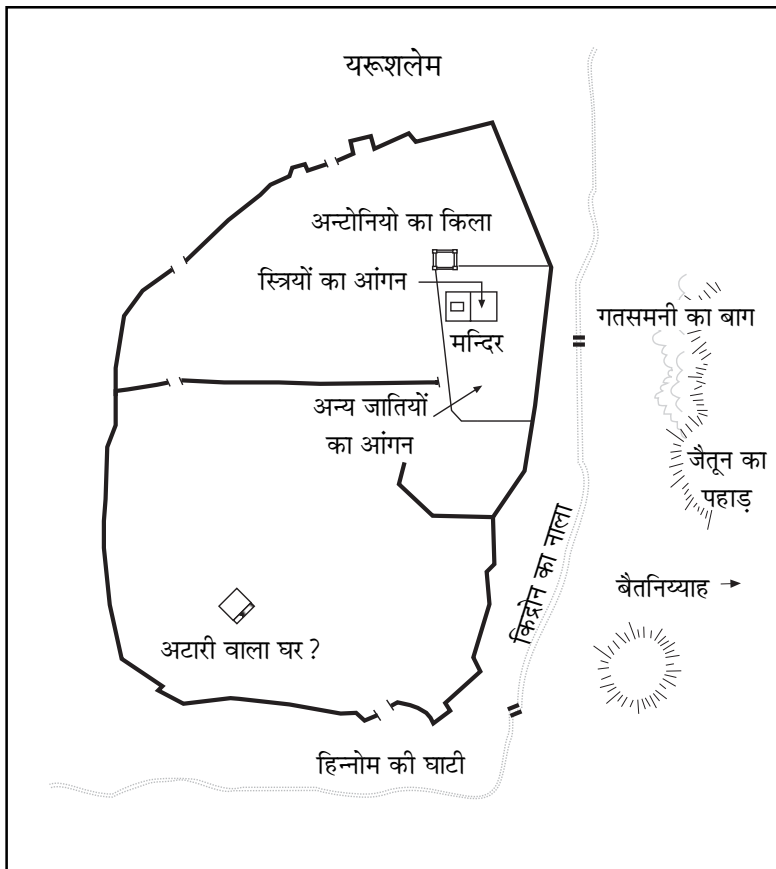 यरूशलेम
अन्टोनियो का किला
स्त्रियों का आंगन
गतसमनी का बाग
मन्दिर
अन्य जातियों
का आंगन
जैतून का
पहाड़
किद्रोन का नाला
बैतनिय्याह
अटारी वाला घर ?
हिन्नोम की घाटी